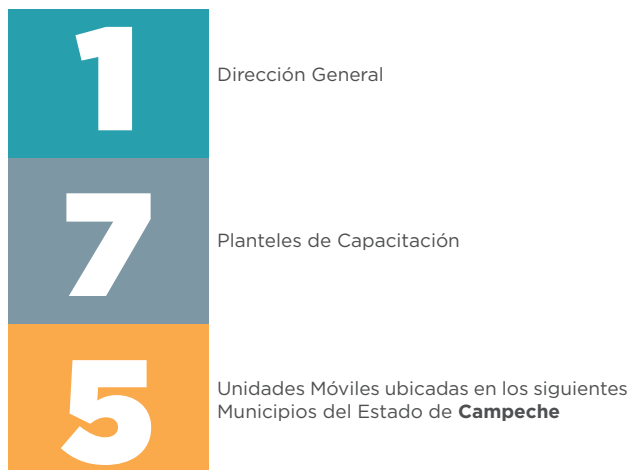 1
Dirección General
7
Planteles de Capacitación
5
Unidades Móviles ubicadas en los siguientes
Municipios del Estado de Campeche